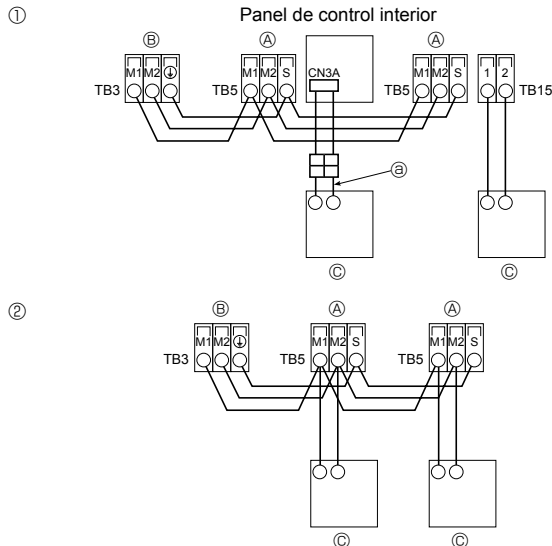 ①
Panel de control interior
Ⓑ Ⓐ Ⓐ
M1 M2 ⏚ M1 M2 S CN3A M1 M2 S 1 2
TB3 TB5 TB5 TB15
ⓐ
Ⓒ Ⓒ
②
Ⓑ Ⓐ Ⓐ
M1 M2 ⏚ M1 M2 S M1 M2 S
TB3 TB5 TB5
Ⓒ Ⓒ